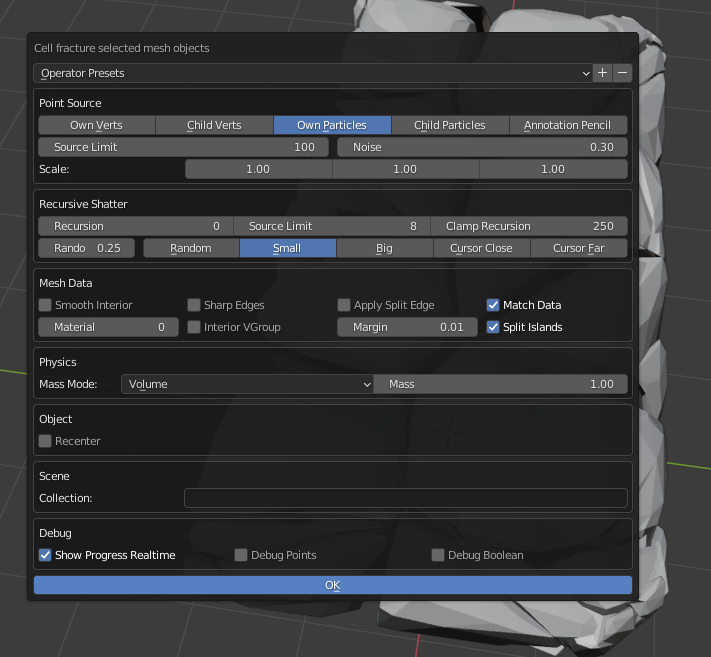 Cell fracture selected mesh objects
Operator Presets
Point Source
Own Verts Child Verts Own Particles Child Particles Annotation Pencil
Source Limit 100 Noise 0.30
Scale: 1.00 1.00 1.00
Recursive Shatter
Recursion 0 Source Limit 8 Clamp Recursion 250
Rando 0.25 Random Small Big Cursor Close Cursor Far
Mesh Data
Smooth Interior Sharp Edges Apply Split Edge Match Data
Material 0 Interior VGroup Margin 0.01 Split Islands
Physics
Mass Mode: Volume Mass 1.00
Object
Recenter
Scene
Collection:
Debug
Show Progress Realtime Debug Points Debug Boolean
OK